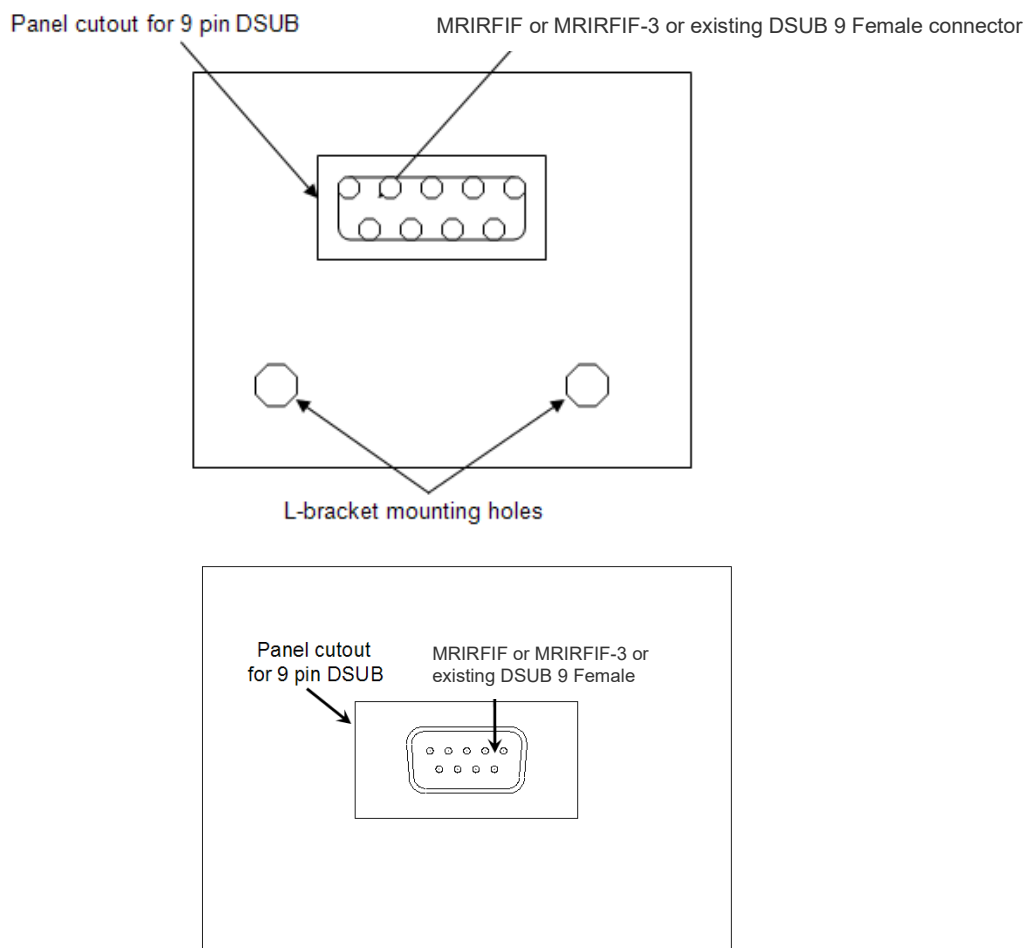 Panel cutout for 9 pin DSUB
MRIRFIF or MRIRFIF-3 or existing DSUB 9 Female connector
L-bracket mounting holes
Panel cutout
for 9 pin DSUB
MRIRFIF or MRIRFIF-3 or
existing DSUB 9 Female